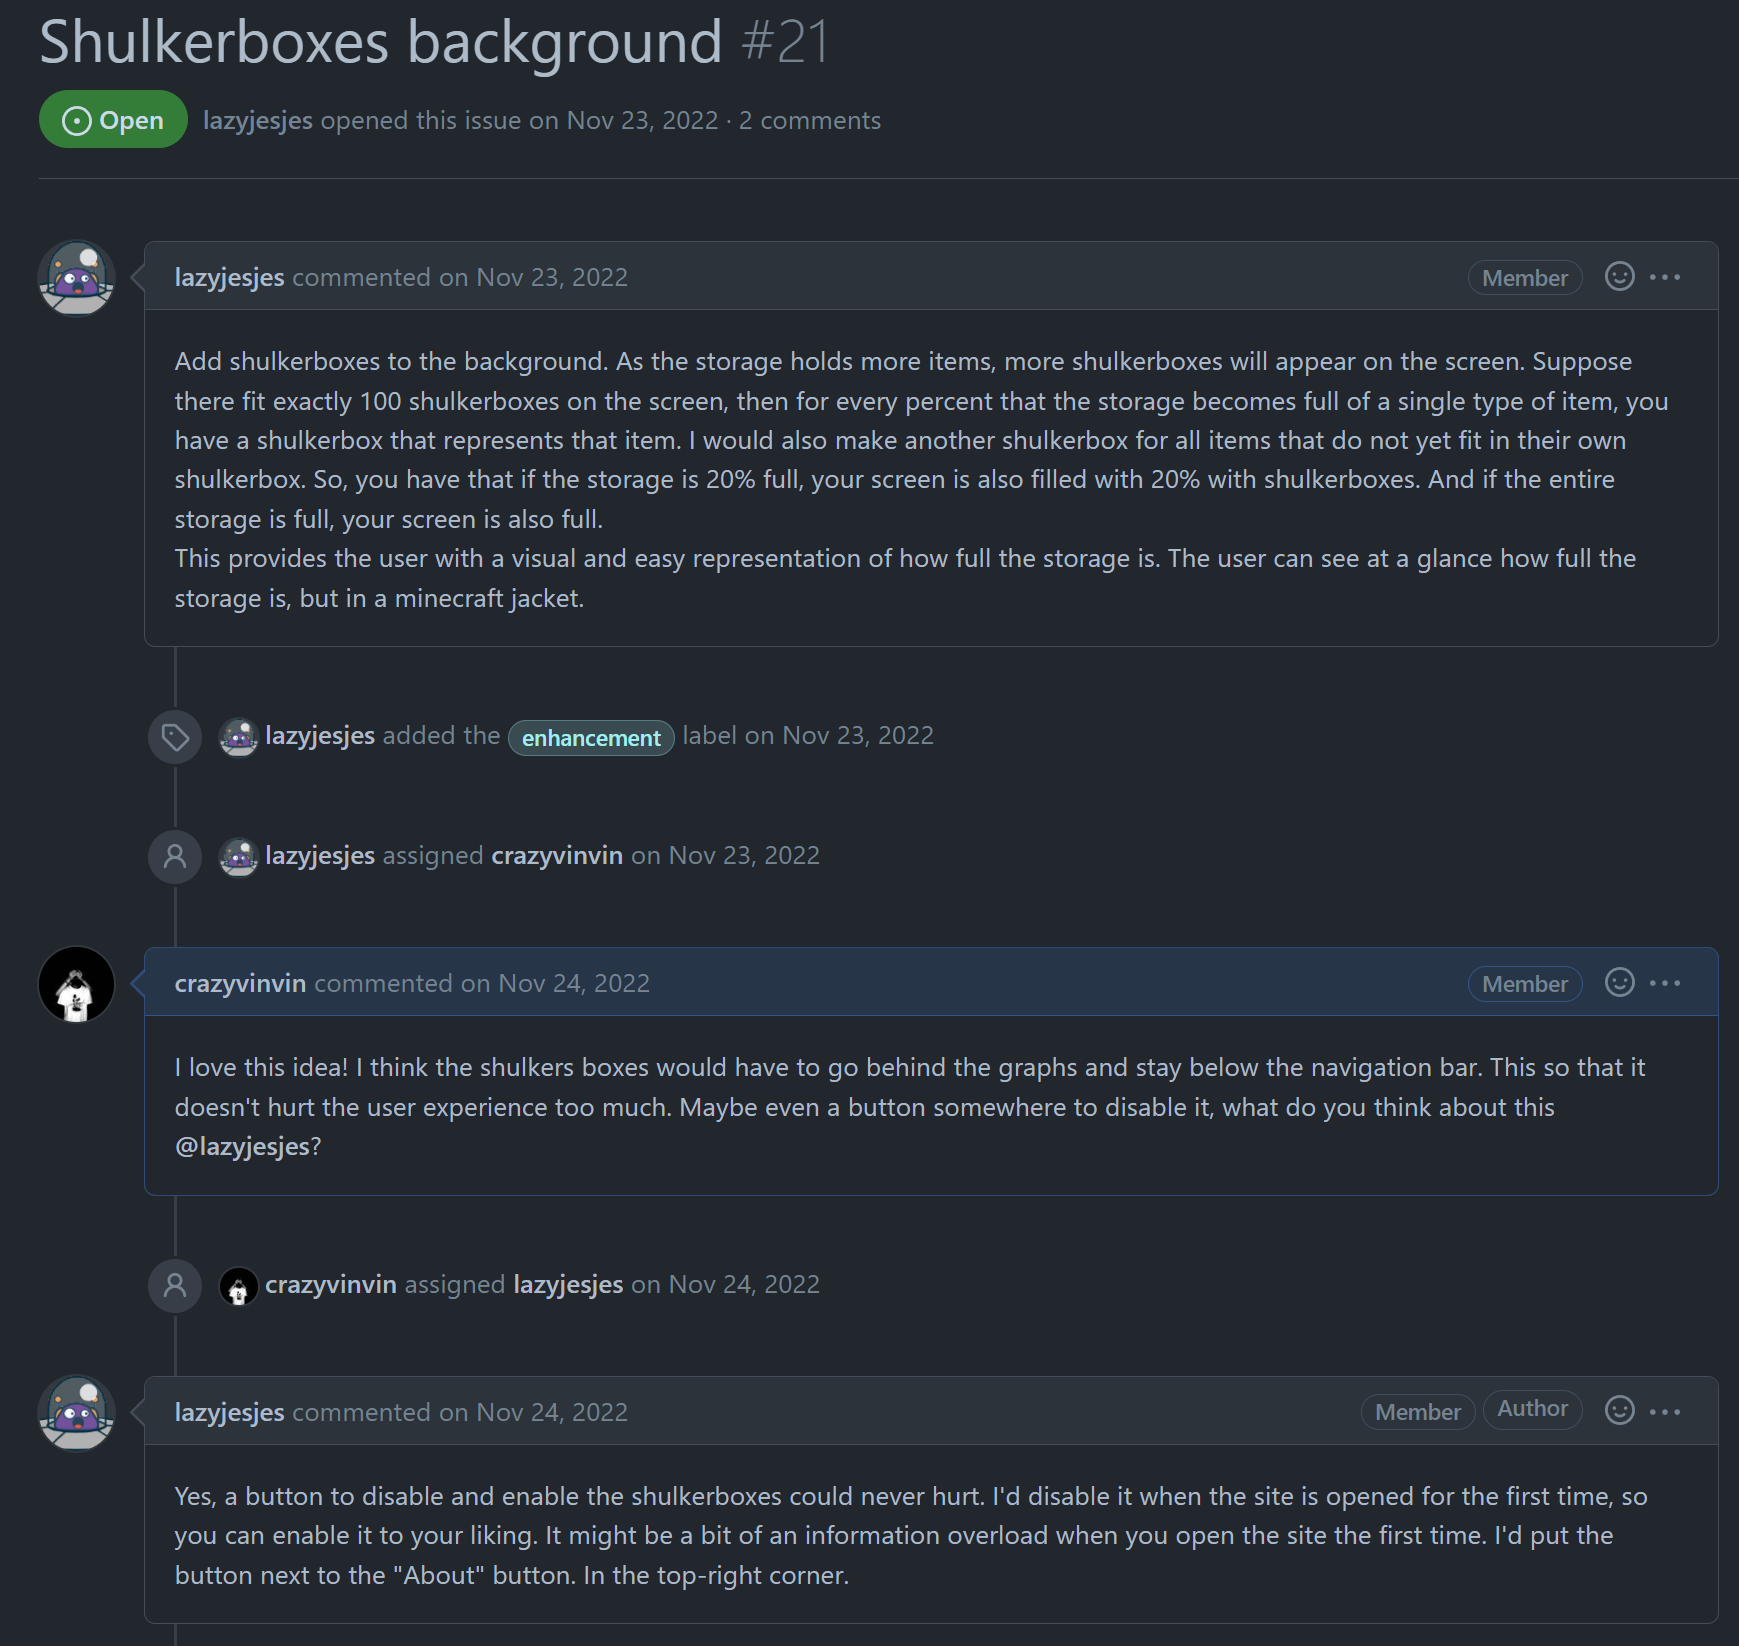 Shulkerboxes background #21
Open
lazyjesjes opened this issue on Nov 23, 2022 · 2 comments
lazyjesjes commented on Nov 23, 2022
Member
Add shulkerboxes to the background. As the storage holds more items, more shulkerboxes will appear on the screen. Suppose
there fit exactly 100 shulkerboxes on the screen, then for every percent that the storage becomes full of a single type of item, you
have a shulkerbox that represents that item. I would also make another shulkerbox for all items that do not yet fit in their own
shulkerbox. So, you have that if the storage is 20% full, your screen is also filled with 20% with shulkerboxes. And if the entire
storage is full, your screen is also full.
This provides the user with a visual and easy representation of how full the storage is. The user can see at a glance how full the
storage is, but in a minecraft jacket.
lazyjesjes added the enhancement label on Nov 23, 2022
lazyjesjes assigned crazyvinvin on Nov 23, 2022
crazyvinvin commented on Nov 24, 2022
Member
I love this idea! I think the shulkers boxes would have to go behind the graphs and stay below the navigation bar. This so that it
doesn't hurt the user experience too much. Maybe even a button somewhere to disable it, what do you think about this
@lazyjesjes?
crazyvinvin assigned lazyjesjes on Nov 24, 2022
lazyjesjes commented on Nov 24, 2022
Member
Author
Yes, a button to disable and enable the shulkerboxes could never hurt. I'd disable it when the site is opened for the first time, so
you can enable it to your liking. It might be a bit of an information overload when you open the site the first time. I'd put the
button next to the "About" button. In the top-right corner.